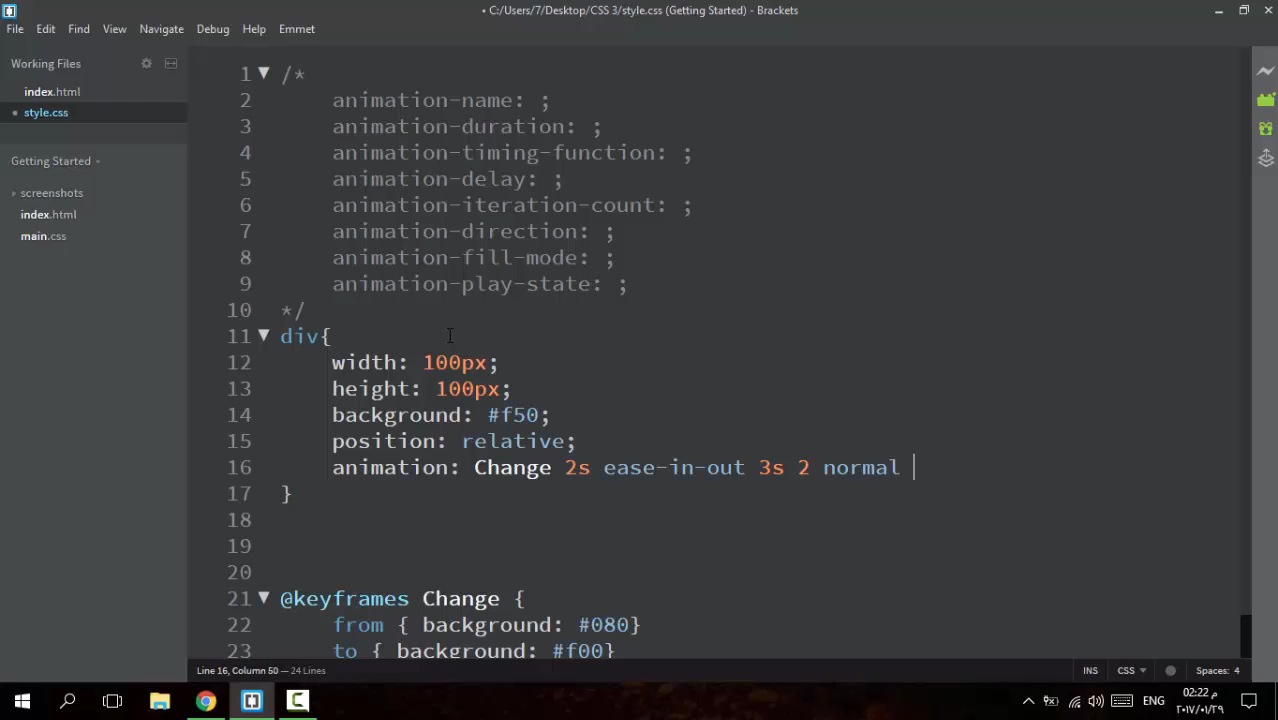 • C:/Users/7/Desktop/CSS 3/style.css (Getting Started) - Brackets
File Edit Find View Navigate Debug Help Emmet
Working Files
index.html
• style.css
Getting Started
screenshots
index.html
main.css
1 /*
2 animation-name: ;
3 animation-duration: ;
4 animation-timing-function: ;
5 animation-delay: ;
6 animation-iteration-count: ;
7 animation-direction: ;
8 animation-fill-mode: ;
9 animation-play-state: ;
10 */
11 div{
12 width: 100px;
13 height: 100px;
14 background: #f50;
15 position: relative;
16 animation: Change 2s ease-in-out 3s 2 normal
17 }
18
19
20
21 @keyframes Change {
22 from { background: #080}
23 to { background: #f00}
Line 16, Column 50 — 24 Lines
INS CSS Spaces: 4
ENG
02:22 م
٢٠١٧/٠١/٢٩